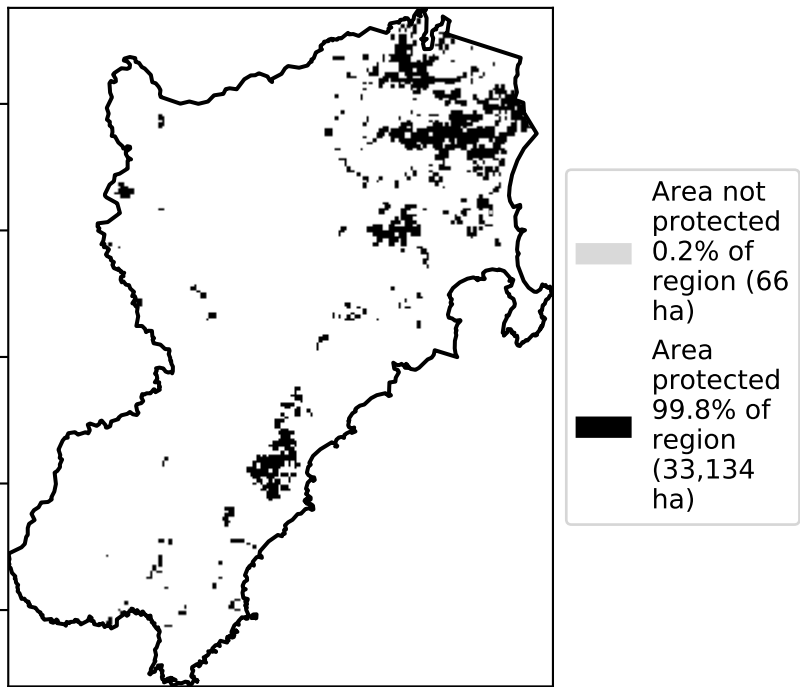 Area not
protected
0.2% of
region (66
ha)
Area
protected
99.8% of
region
(33,134
ha)